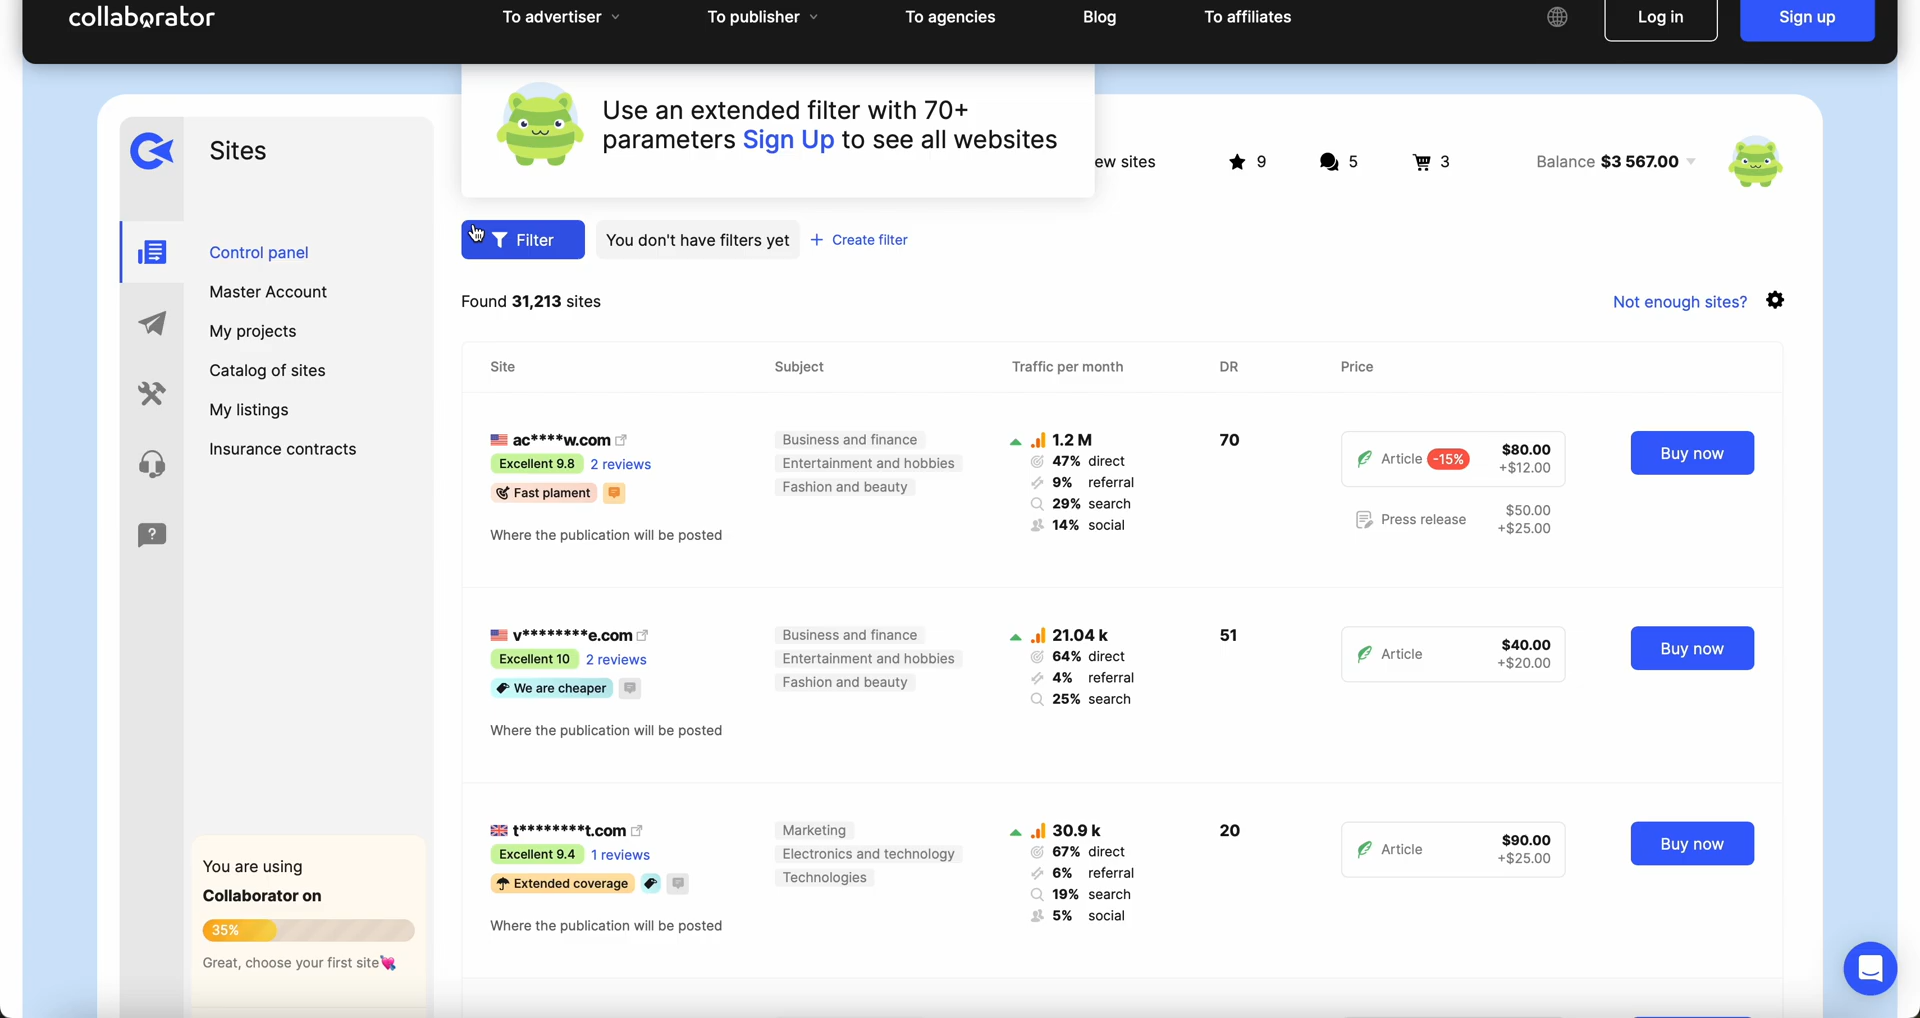 collaborator
To advertiser
To publisher
To agencies
Blog
To affiliates
Log in
Sign up
Use an extended filter with 70+
parameters Sign Up to see all websites
Sites
ew sites
9
5
3
Balance $3 567.00
Control panel
Master Account
My projects
Catalog of sites
My listings
Insurance contracts
Filter
You don't have filters yet
+ Create filter
Found 31,213 sites
Not enough sites?
Site
Subject
Traffic per month
DR
Price
ac****w.com
Excellent 9.8
2 reviews
Fast plament
Where the publication will be posted
Business and finance
Entertainment and hobbies
Fashion and beauty
1.2 M
47% direct
9% referral
29% search
14% social
70
Article -15%
$80.00
+$12.00
Press release
$50.00
+$25.00
Buy now
v********e.com
Excellent 10
2 reviews
We are cheaper
Where the publication will be posted
Business and finance
Entertainment and hobbies
Fashion and beauty
21.04 k
64% direct
4% referral
25% search
51
Article
$40.00
+$20.00
Buy now
t********t.com
Excellent 9.4
1 reviews
Extended coverage
Where the publication will be posted
Marketing
Electronics and technology
Technologies
30.9 k
67% direct
6% referral
19% search
5% social
20
Article
$90.00
+$25.00
Buy now
You are using
Collaborator on
35%
Great, choose your first site💘